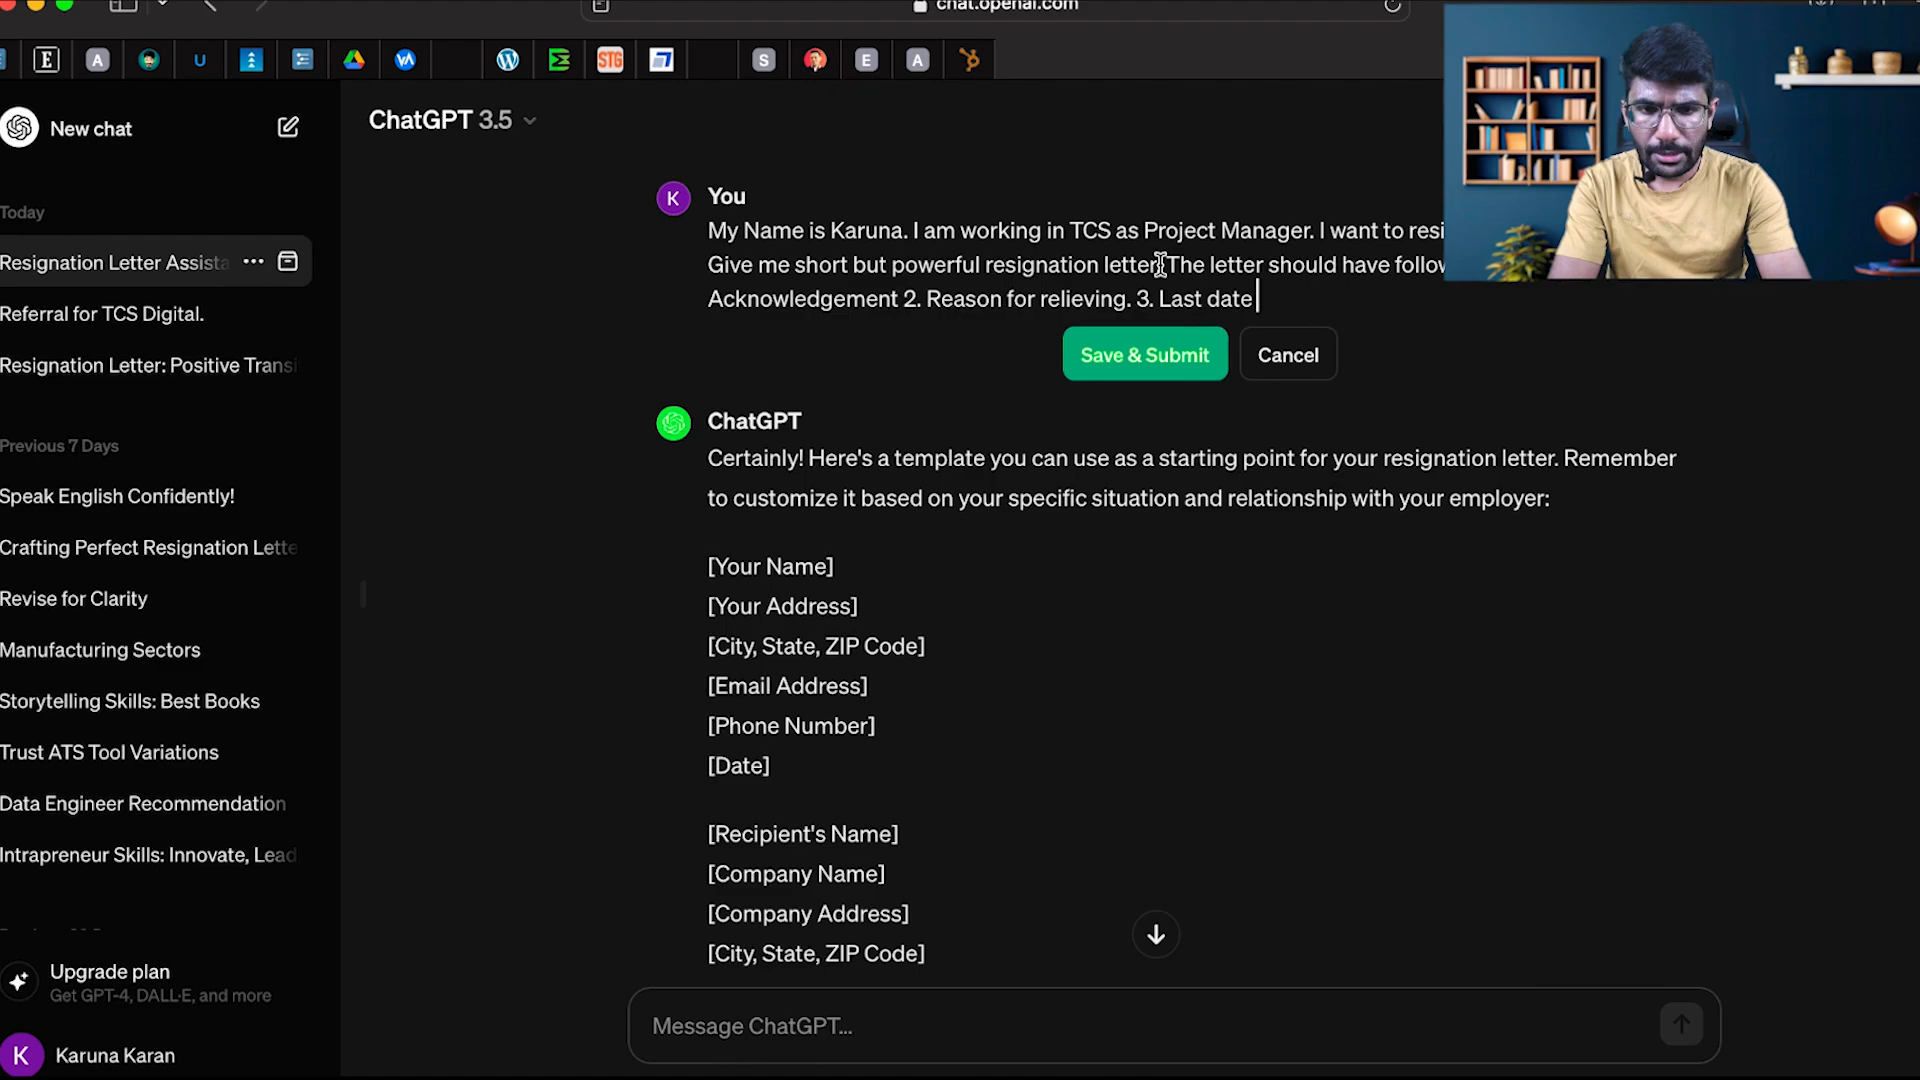 chat.openai.com
E
A
U
STG
S
E
A
New chat
ChatGPT 3.5
Today
Resignation Letter Assista
Referral for TCS Digital.
Resignation Letter: Positive Transi
Previous 7 Days
Speak English Confidently!
Crafting Perfect Resignation Lette
Revise for Clarity
Manufacturing Sectors
Storytelling Skills: Best Books
Trust ATS Tool Variations
Data Engineer Recommendation
Intrapreneur Skills: Innovate, Lead
Upgrade plan
Get GPT-4, DALL·E, and more
K
Karuna Karan
K
You
My Name is Karuna. I am working in TCS as Project Manager. I want to resi
Give me short but powerful resignation letter. The letter should have follow
Acknowledgement 2. Reason for relieving. 3. Last date
Save & Submit
Cancel
ChatGPT
Certainly! Here's a template you can use as a starting point for your resignation letter. Remember
to customize it based on your specific situation and relationship with your employer:
[Your Name]
[Your Address]
[City, State, ZIP Code]
[Email Address]
[Phone Number]
[Date]
[Recipient's Name]
[Company Name]
[Company Address]
[City, State, ZIP Code]
Message ChatGPT...